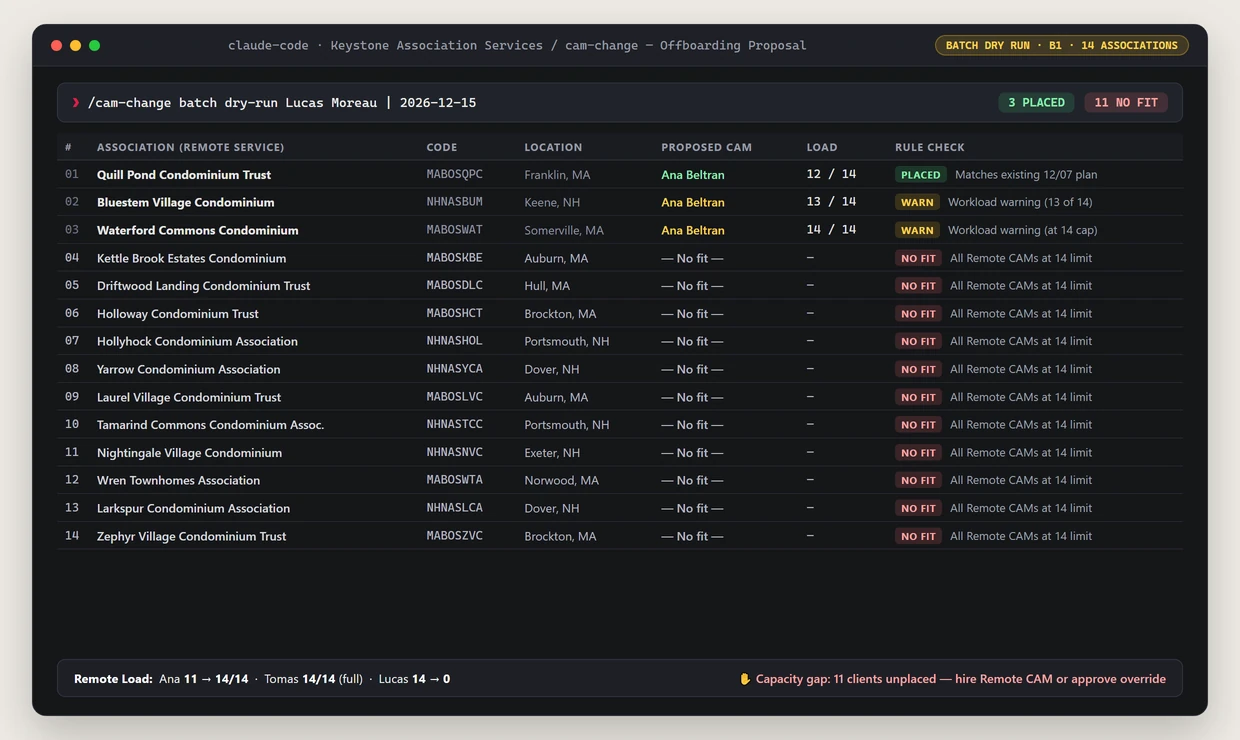 claude-code · Keystone Association Services / cam-change — Offboarding Proposal
BATCH DRY RUN · B1 · 14 ASSOCIATIONS
❯ /cam-change batch dry-run Lucas Moreau | 2026-12-15
3 PLACED 11 NO FIT
# ASSOCIATION (REMOTE SERVICE) CODE LOCATION PROPOSED CAM LOAD RULE CHECK
01 Quill Pond Condominium Trust MABOSQPC Franklin, MA Ana Beltran 12 / 14 PLACED Matches existing 12/07 plan
02 Bluestem Village Condominium NHNASBUM Keene, NH Ana Beltran 13 / 14 WARN Workload warning (13 of 14)
03 Waterford Commons Condominium MABOSWAT Somerville, MA Ana Beltran 14 / 14 WARN Workload warning (at 14 cap)
04 Kettle Brook Estates Condominium MABOSKBE Auburn, MA — No fit — – NO FIT All Remote CAMs at 14 limit
05 Driftwood Landing Condominium Trust MABOSDLC Hull, MA — No fit — – NO FIT All Remote CAMs at 14 limit
06 Holloway Condominium Trust MABOSHCT Brockton, MA — No fit — – NO FIT All Remote CAMs at 14 limit
07 Hollyhock Condominium Association NHNASHOL Portsmouth, NH — No fit — – NO FIT All Remote CAMs at 14 limit
08 Yarrow Condominium Association NHNASYCA Dover, NH — No fit — – NO FIT All Remote CAMs at 14 limit
09 Laurel Village Condominium Trust MABOSLVC Auburn, MA — No fit — – NO FIT All Remote CAMs at 14 limit
10 Tamarind Commons Condominium Assoc. NHNASTCC Portsmouth, NH — No fit — – NO FIT All Remote CAMs at 14 limit
11 Nightingale Village Condominium NHNASNVC Exeter, NH — No fit — – NO FIT All Remote CAMs at 14 limit
12 Wren Townhomes Association MABOSWTA Norwood, MA — No fit — – NO FIT All Remote CAMs at 14 limit
13 Larkspur Condominium Association NHNASLCA Dover, NH — No fit — – NO FIT All Remote CAMs at 14 limit
14 Zephyr Village Condominium Trust MABOSZVC Brockton, MA — No fit — – NO FIT All Remote CAMs at 14 limit
Remote Load: Ana 11 → 14/14 · Tomas 14/14 (full) · Lucas 14 → 0
✋ Capacity gap: 11 clients unplaced — hire Remote CAM or approve override